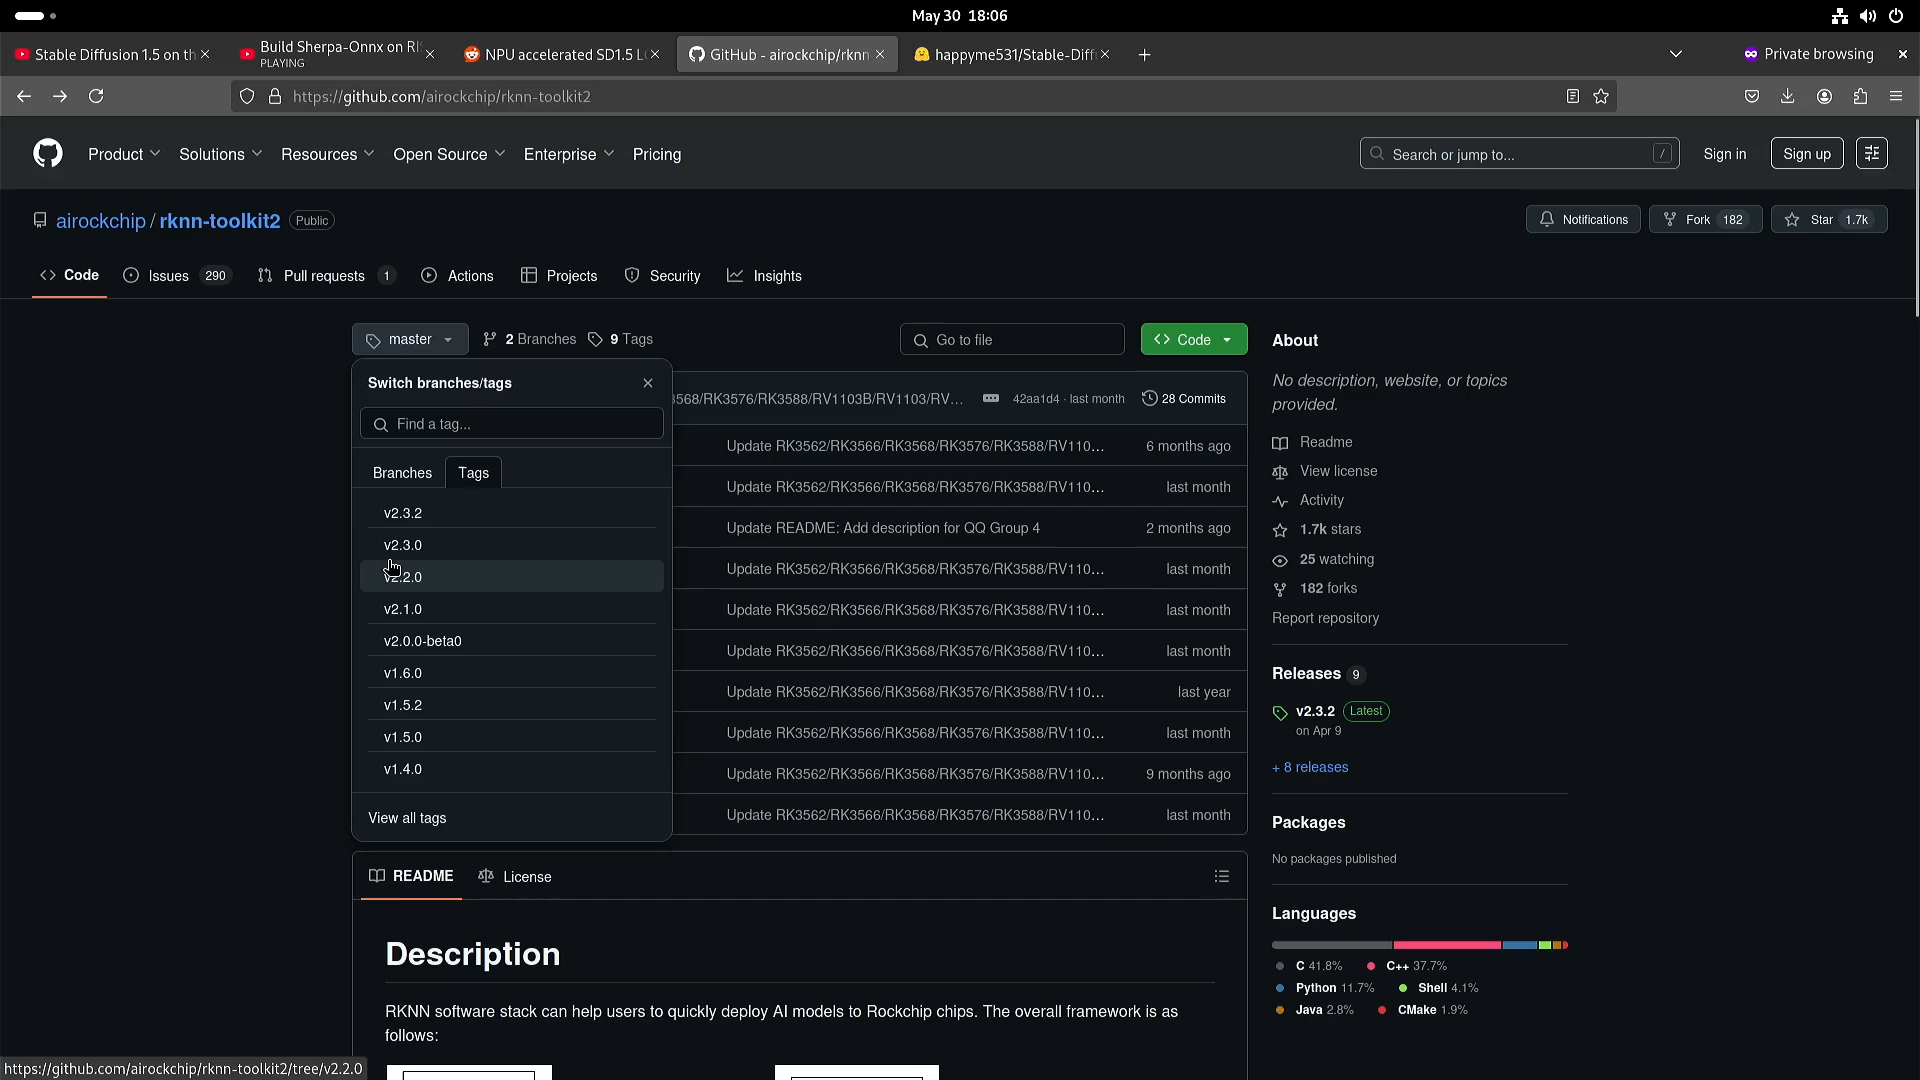 May 30 18:06
Stable Diffusion 1.5 on th
Build Sherpa-Onnx on RI
PLAYING
NPU accelerated SD1.5 L
GitHub - airockchip/rknn
happyme531/Stable-Diff
Private browsing
https://github.com/airockchip/rknn-toolkit2
Product
Solutions
Resources
Open Source
Enterprise
Pricing
Search or jump to...
/
Sign in
Sign up
airockchip / rknn-toolkit2
Public
Notifications
Fork 182
Star 1.7k
Code
Issues 290
Pull requests 1
Actions
Projects
Security
Insights
master
2 Branches
9 Tags
Go to file
Code
Switch branches/tags
Find a tag...
Branches
Tags
v2.3.2
v2.3.0
v2.2.0
v2.1.0
v2.0.0-beta0
v1.6.0
v1.5.2
v1.5.0
v1.4.0
View all tags
3568/RK3576/RK3588/RV1103B/RV1103/RV...
42aa1d4 · last month
28 Commits
Update RK3562/RK3566/RK3568/RK3576/RK3588/RV110... 6 months ago
Update RK3562/RK3566/RK3568/RK3576/RK3588/RV110... last month
Update README: Add description for QQ Group 4 2 months ago
Update RK3562/RK3566/RK3568/RK3576/RK3588/RV110... last month
Update RK3562/RK3566/RK3568/RK3576/RK3588/RV110... last month
Update RK3562/RK3566/RK3568/RK3576/RK3588/RV110... last month
Update RK3562/RK3566/RK3568/RK3576/RK3588/RV110... last year
Update RK3562/RK3566/RK3568/RK3576/RK3588/RV110... last month
Update RK3562/RK3566/RK3568/RK3576/RK3588/RV110... 9 months ago
Update RK3562/RK3566/RK3568/RK3576/RK3588/RV110... last month
README
License
Description
RKNN software stack can help users to quickly deploy AI models to Rockchip chips. The overall framework is as
follows:
About
No description, website, or topics
provided.
Readme
View license
Activity
1.7k stars
25 watching
182 forks
Report repository
Releases 9
v2.3.2 Latest
on Apr 9
+ 8 releases
Packages
No packages published
Languages
C 41.8%
C++ 37.7%
Python 11.7%
Shell 4.1%
Java 2.8%
CMake 1.9%
https://github.com/airockchip/rknn-toolkit2/tree/v2.2.0